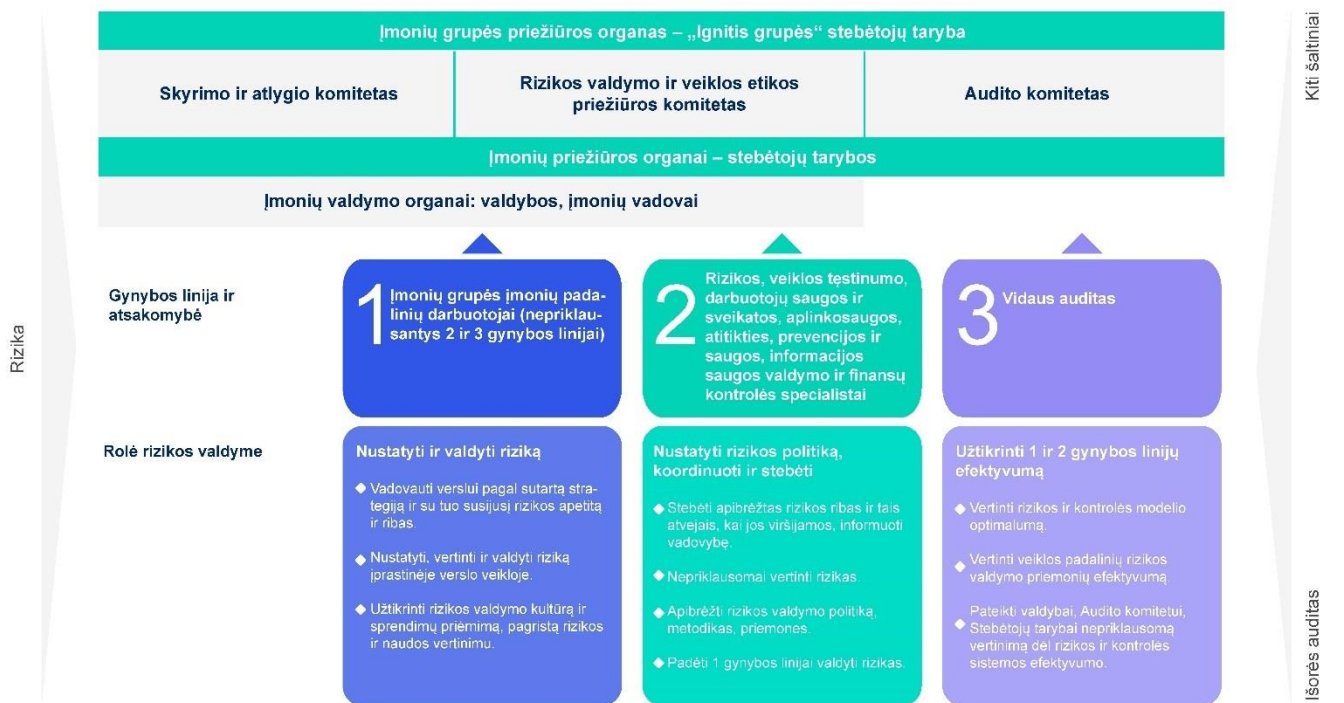 Įmonių grupės priežiūros organas – „Ignitis grupės“ stebėtojų taryba
Skyrimo ir atlygio komitetas
Rizikos valdymo ir veiklos etikos
priežiūros komitetas
Audito komitetas
Įmonių priežiūros organai – stebėtojų tarybos
Įmonių valdymo organai: valdybos, įmonių vadovai
Rizika
Kiti šaltiniai
Išorės auditas
Gynybos linija ir
atsakomybė
1
Įmonių grupės įmonių pada-
linių darbuotojai (nepriklau-
santys 2 ir 3 gynybos linijai)
2
Rizikos, veiklos tęstinumo,
darbuotojų saugos ir
sveikatos, aplinkosaugos,
atitikties, prevencijos ir
saugos, informacijos
saugos valdymo ir finansų
kontrolės specialistai
3
Vidaus auditas
Rolė rizikos valdyme
Nustatyti ir valdyti riziką
◆ Vadovauti verslui pagal sutartą stra-
tegiją ir su tuo susijusį rizikos apetitą
ir ribas.
◆ Nustatyti, vertinti ir valdyti riziką
įprastinėje verslo veikloje.
◆ Užtikrinti rizikos valdymo kultūrą ir
sprendimų priėmimą, pagristą rizikos
ir naudos vertinimu.
Nustatyti rizikos politiką,
koordinuoti ir stebėti
◆ Stebėti apibrėžtas rizikos ribas ir tais
atvejais, kai jos viršijamos, informuoti
vadovybę.
◆ Nepriklausomai vertinti rizikas.
◆ Apibrėžti rizikos valdymo politiką,
metodikas, priemones.
◆ Padėti 1 gynybos linijai valdyti rizikas.
Užtikrinti 1 ir 2 gynybos linijų
efektyvumą
◆ Vertinti rizikos ir kontrolės modelio
optimalumą.
◆ Vertinti veiklos padalinių rizikos
valdymo priemonių efektyvumą.
◆ Pateikti valdybai, Audito komitetui,
Stebėtojų tarybai nepriklausomą
vertinimą dėl rizikos ir kontrolės
sistemos efektyvumo.